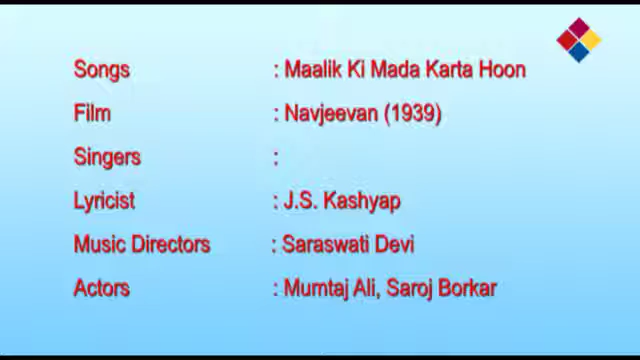 Songs : Maalik Ki Mada Karta Hoon
Film : Navjeevan (1939)
Singers :
Lyricist : J.S. Kashyap
Music Directors : Saraswati Devi
Actors : Mumtaj Ali, Saroj Borkar